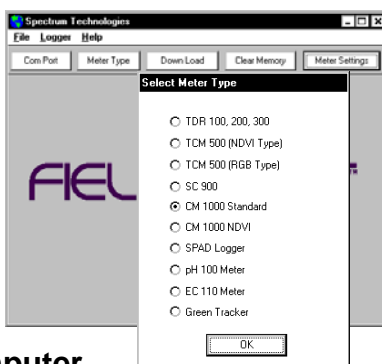 Spectrum Technologies
File Logger Help
Com Port Meter Type Down Load Clear Memory Meter Settings
Select Meter Type
TDR 100, 200, 300
TCM 500 (NDVI Type)
TCM 500 (RGB Type)
SC 900
CM 1000 Standard
CM 1000 NDVI
SPAD Logger
pH 100 Meter
EC 110 Meter
Green Tracker
OK